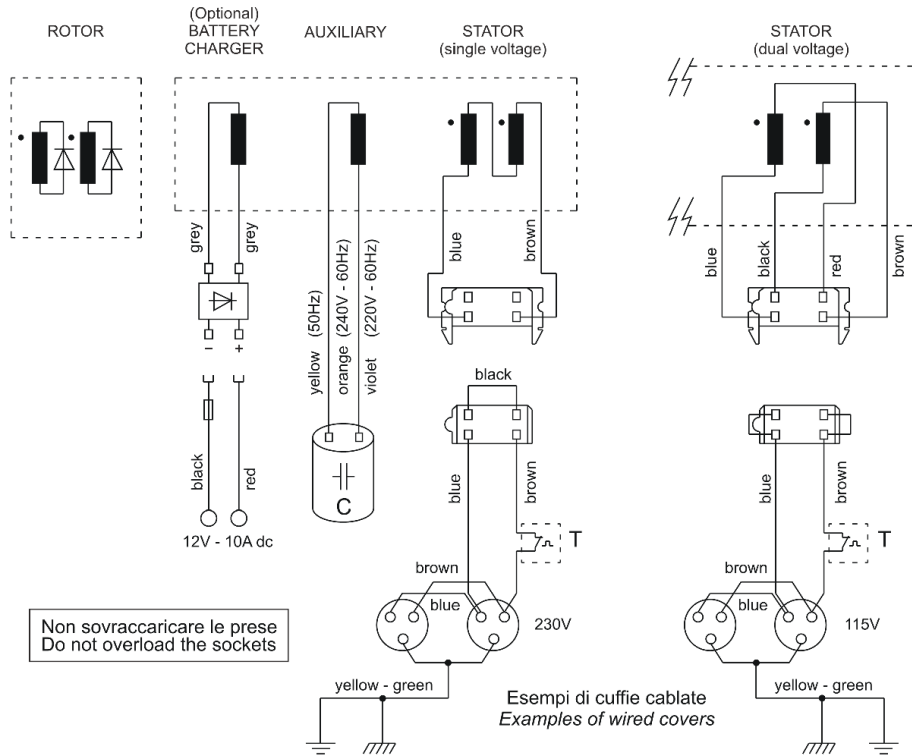 ROTOR
(Optional)
BATTERY
CHARGER
AUXILIARY
STATOR
(single voltage)
STATOR
(dual voltage)
grey
grey
blue
brown
blue
black
red
brown
yellow (50Hz)
orange (240V - 60Hz)
violet (220V - 60Hz)
- +
black
red
12V - 10A dc
C
black
blue
brown
T
brown
blue
230V
yellow - green
blue
brown
T
brown
blue
115V
yellow - green
Non sovraccaricare le prese
Do not overload the sockets
Esempi di cuffie cablate
Examples of wired covers